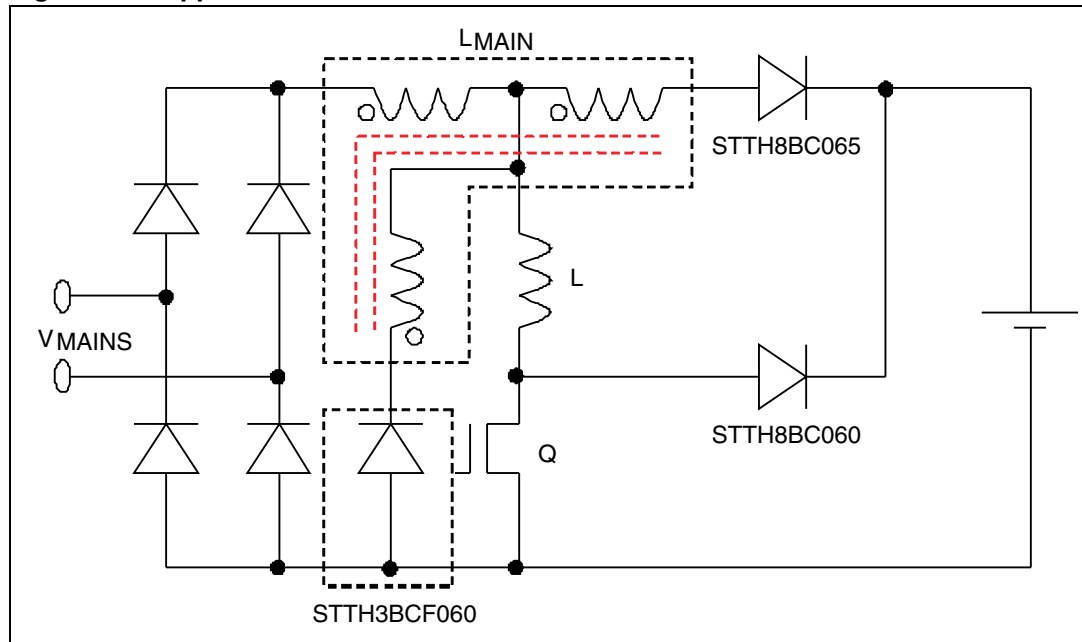 LMAIN
STTH8BC065
L
VMAINS
STTH8BC060
Q
STTH3BCF060